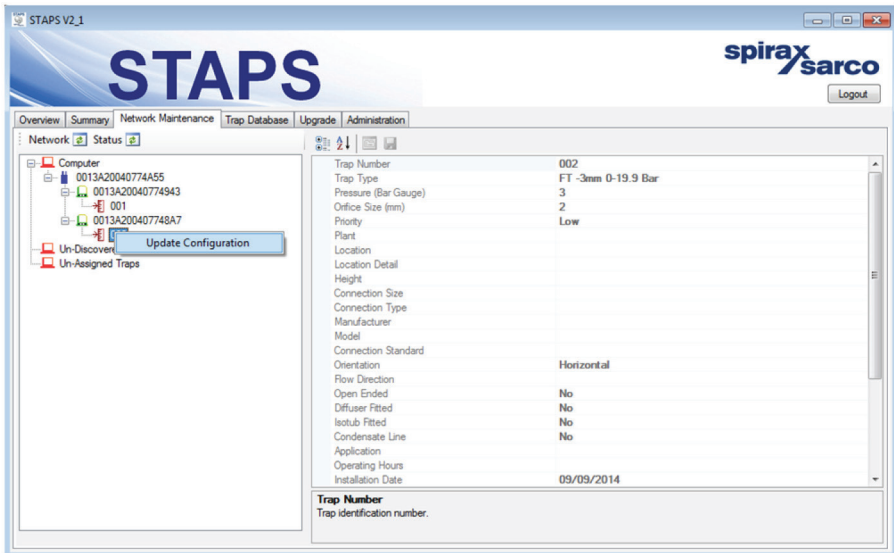 STAPS V2_1
STAPS
spirax sarco
Logout
Overview Summary Network Maintenance Trap Database Upgrade Administration
Network Status
Computer
0013A20040774A55
0013A20040774943
001
0013A200407748A7
Update Configuration
Un-Discovere
Un-Assigned Traps
Trap Number 002
Trap Type FT -3mm 0-19.9 Bar
Pressure (Bar Gauge) 3
Orifice Size (mm) 2
Priority Low
Plant
Location
Location Detail
Height
Connection Size
Connection Type
Manufacturer
Model
Connection Standard
Orientation Horizontal
Flow Direction
Open Ended No
Diffuser Fitted No
Isotub Fitted No
Condensate Line No
Application
Operating Hours
Installation Date 09/09/2014
Trap Number
Trap identification number.